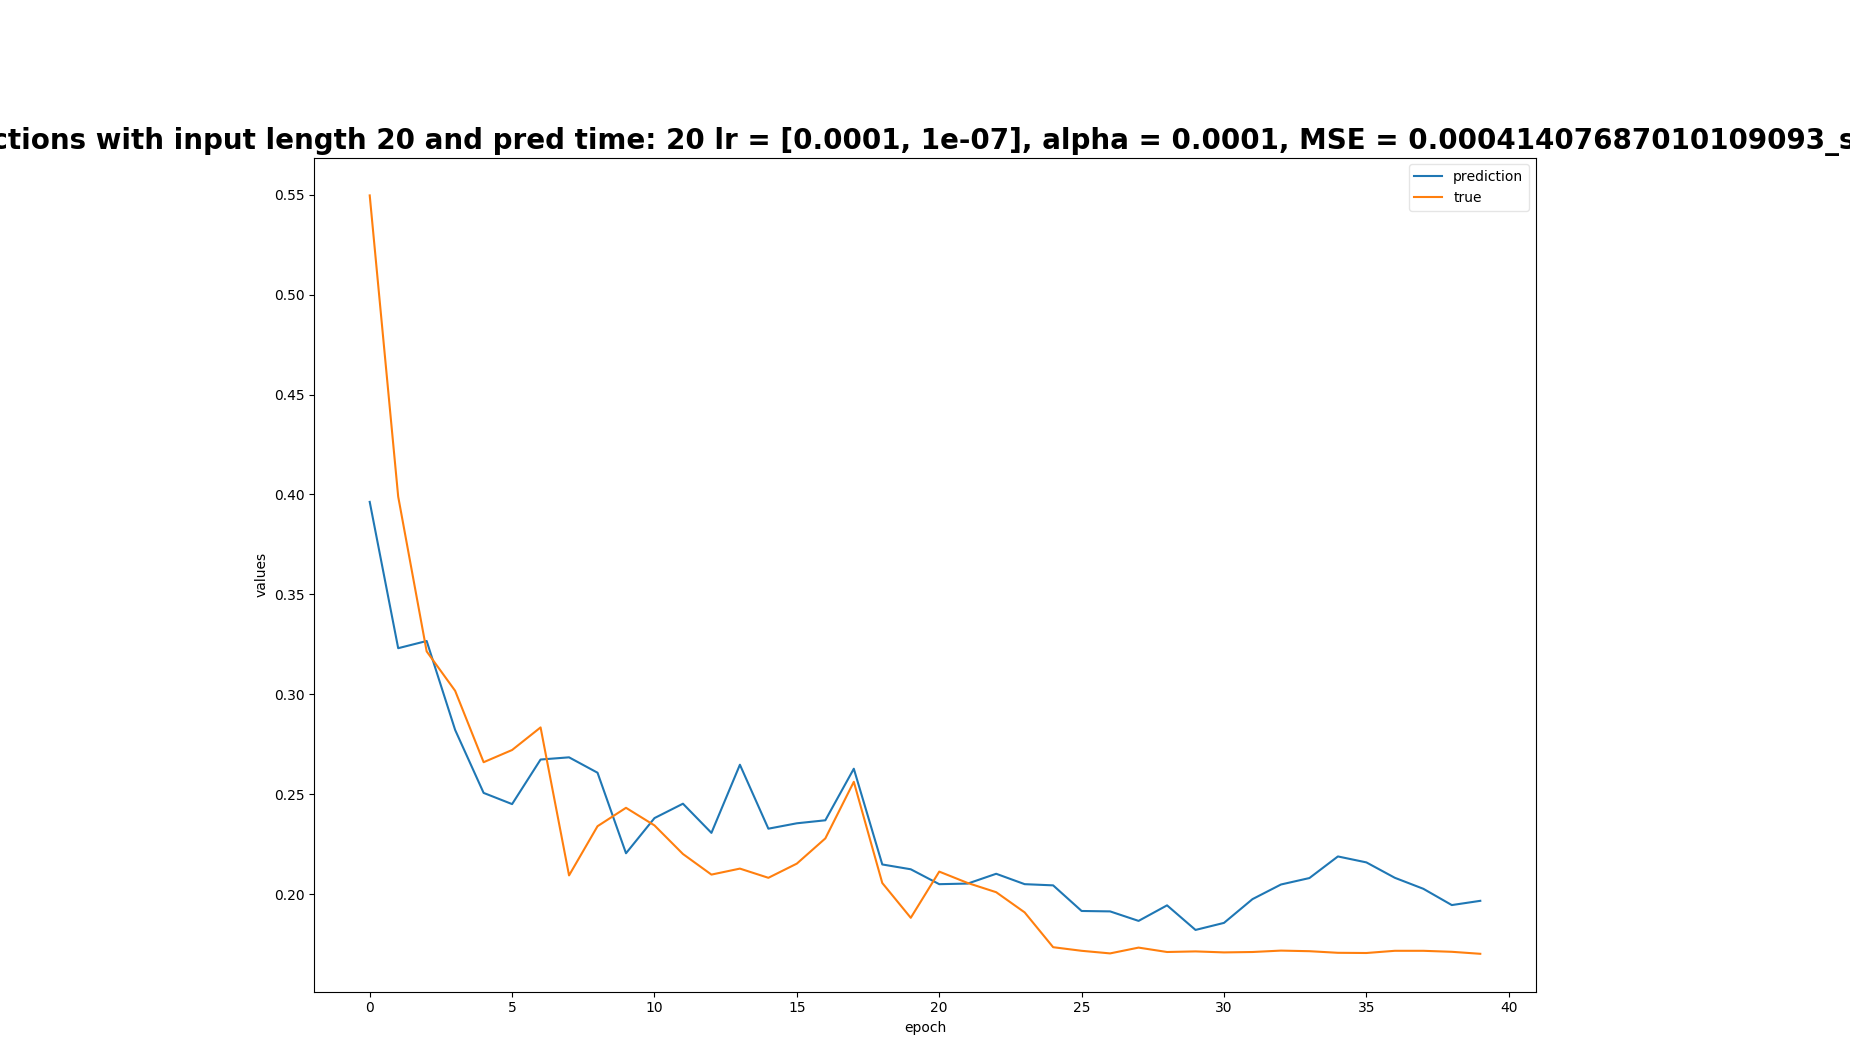 ctions with input length 20 and pred time: 20 lr = [0.0001, 1e-07], alpha = 0.0001, MSE = 0.00041407687010109093_s
prediction
true
0.55
0.50
0.45
0.40
0.35
0.30
0.25
0.20
values
0 5 10 15 20 25 30 35 40
epoch